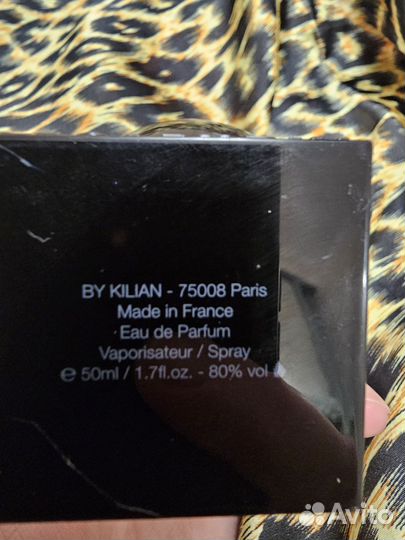 BY KILIAN - 75008 Paris
Made in France
Eau de Parfum
Vaporisateur / Spray
℮ 50ml / 1.7fl.oz. - 80% vol
Avito